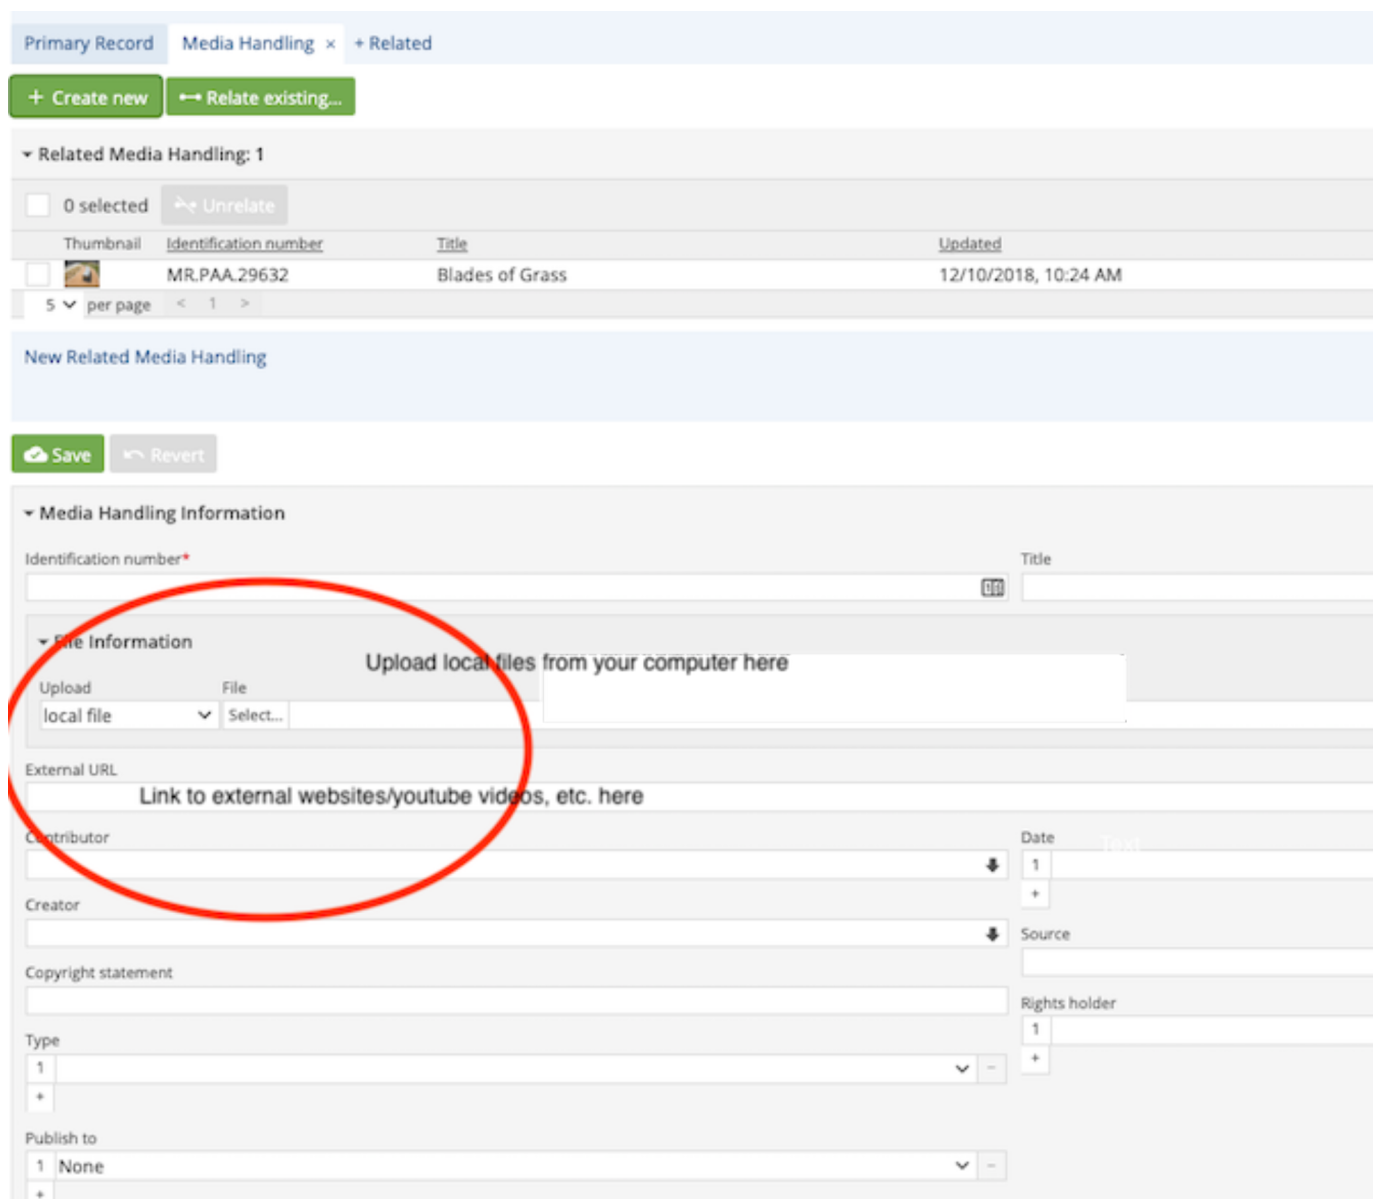 Primary Record Media Handling × + Related
+ Create new Relate existing...
Related Media Handling: 1
0 selected Unrelate
Thumbnail Identification number Title Updated
MR.PAA.29632 Blades of Grass 12/10/2018, 10:24 AM
5 per page < 1 >
New Related Media Handling
Save Revert
Media Handling Information
Identification number* Title
File Information
Upload local files from your computer here
Upload File
local file Select...
External URL
Link to external websites/youtube videos, etc. here
Contributor Date Text
1
+
Creator
Source
Copyright statement
Rights holder
1
Type
1 −
+ +
Publish to
1 None −
+